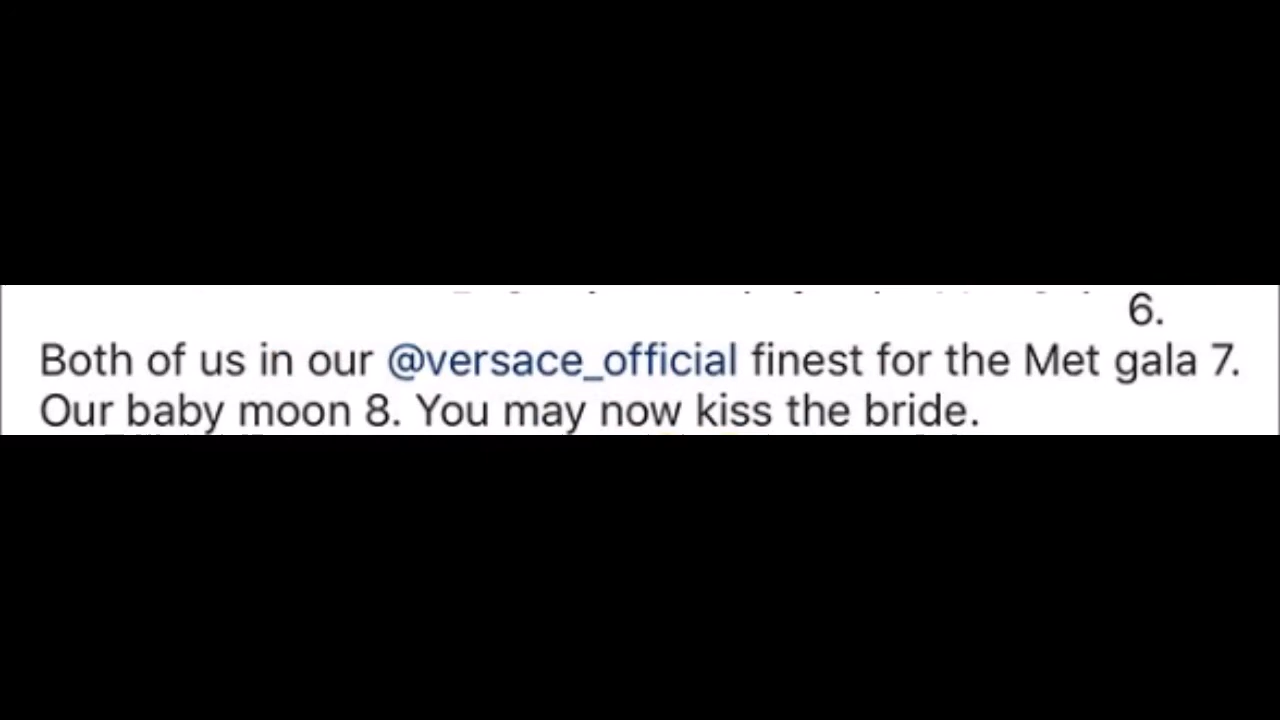 6.
Both of us in our @versace_official finest for the Met gala 7.
Our baby moon 8. You may now kiss the bride.